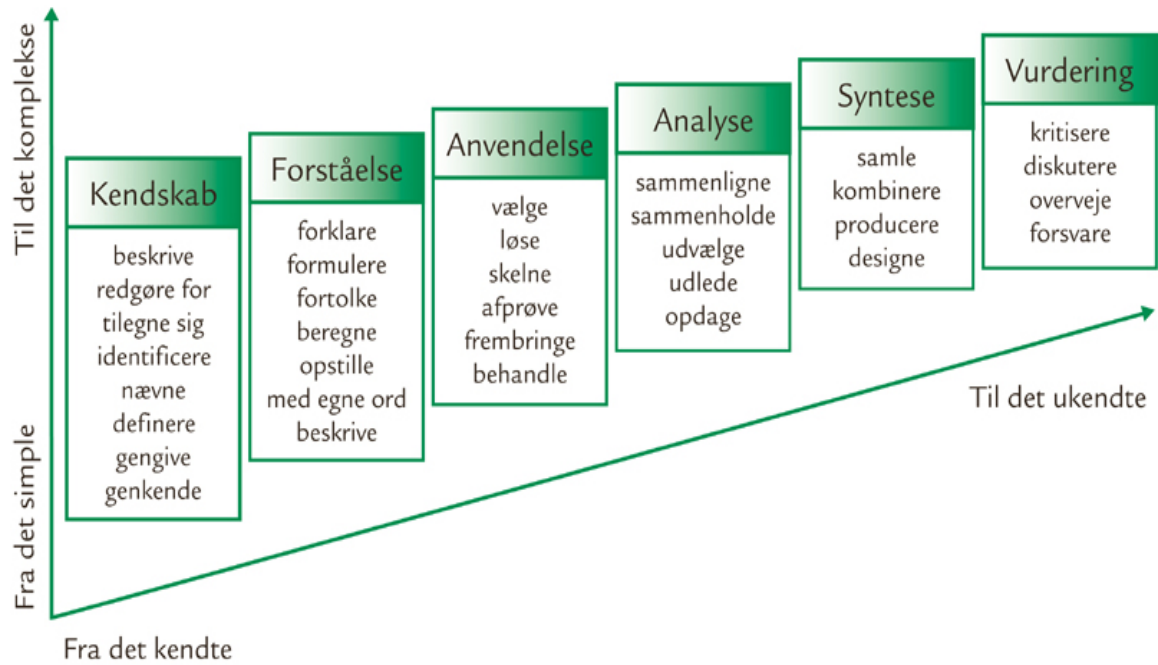 Til det komplekse
Fra det simple
Kendskab
beskrive
redgøre for
tilegne sig
identificere
nævne
definere
gengive
genkende
Forståelse
forklare
formulere
fortolke
beregne
opstille
med egne ord
beskrive
Anvendelse
vælge
løse
skelne
afprøve
frembringe
behandle
Analyse
sammenligne
sammenholde
udvælge
udlede
opdage
Syntese
samle
kombinere
producere
designe
Vurdering
kritisere
diskutere
overveje
forsvare
Til det ukendte
Fra det kendte